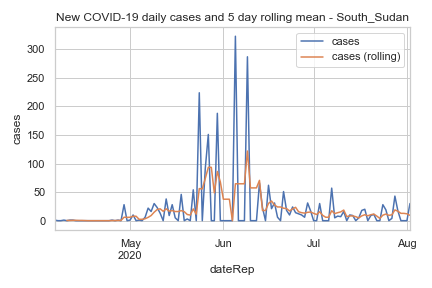 New COVID-19 daily cases and 5 day rolling mean - South_Sudan
cases
cases (rolling)
300
250
200
150
100
50
0
cases
May
2020
Jun
Jul
Aug
dateRep